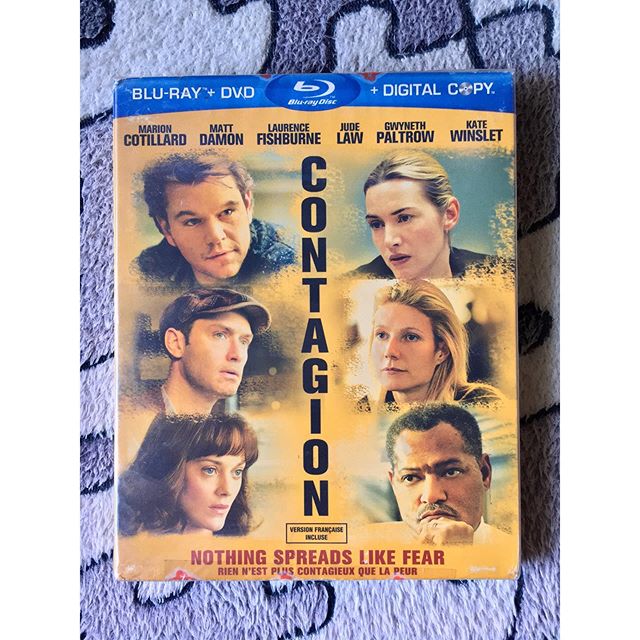 BLU-RAY + DVD
Blu-ray Disc
+ DIGITAL COPY
MARION COTILLARD
MATT DAMON
LAURENCE FISHBURNE
JUDE LAW
GWYNETH PALTROW
KATE WINSLET
CONTAGION
VERSION FRANÇAISE
INCLUSE
NOTHING SPREADS LIKE FEAR
RIEN N'EST PLUS CONTAGIEUX QUE LA PEUR